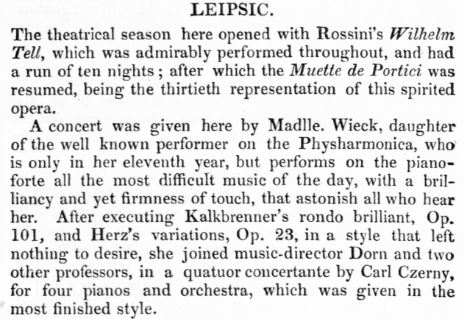 LEIPSIC.
The theatrical season here opened with Rossini's Wilhelm
Tell, which was admirably performed throughout, and had
a run of ten nights; after which the Muette de Portici was
resumed, being the thirtieth representation of this spirited
opera.
A concert was given here by Madlle. Wieck, daughter
of the well known performer on the Physharmonica, who
is only in her eleventh year, but performs on the piano-
forte all the most difficult music of the day, with a bril-
liancy and yet firmness of touch, that astonish all who hear
her. After executing Kalkbrenner's rondo brilliant, Op.
101, and Herz's variations, Op. 23, in a style that left
nothing to desire, she joined music-director Dorn and two
other professors, in a quatuor concertante by Carl Czerny,
for four pianos and orchestra, which was given in the
most finished style.